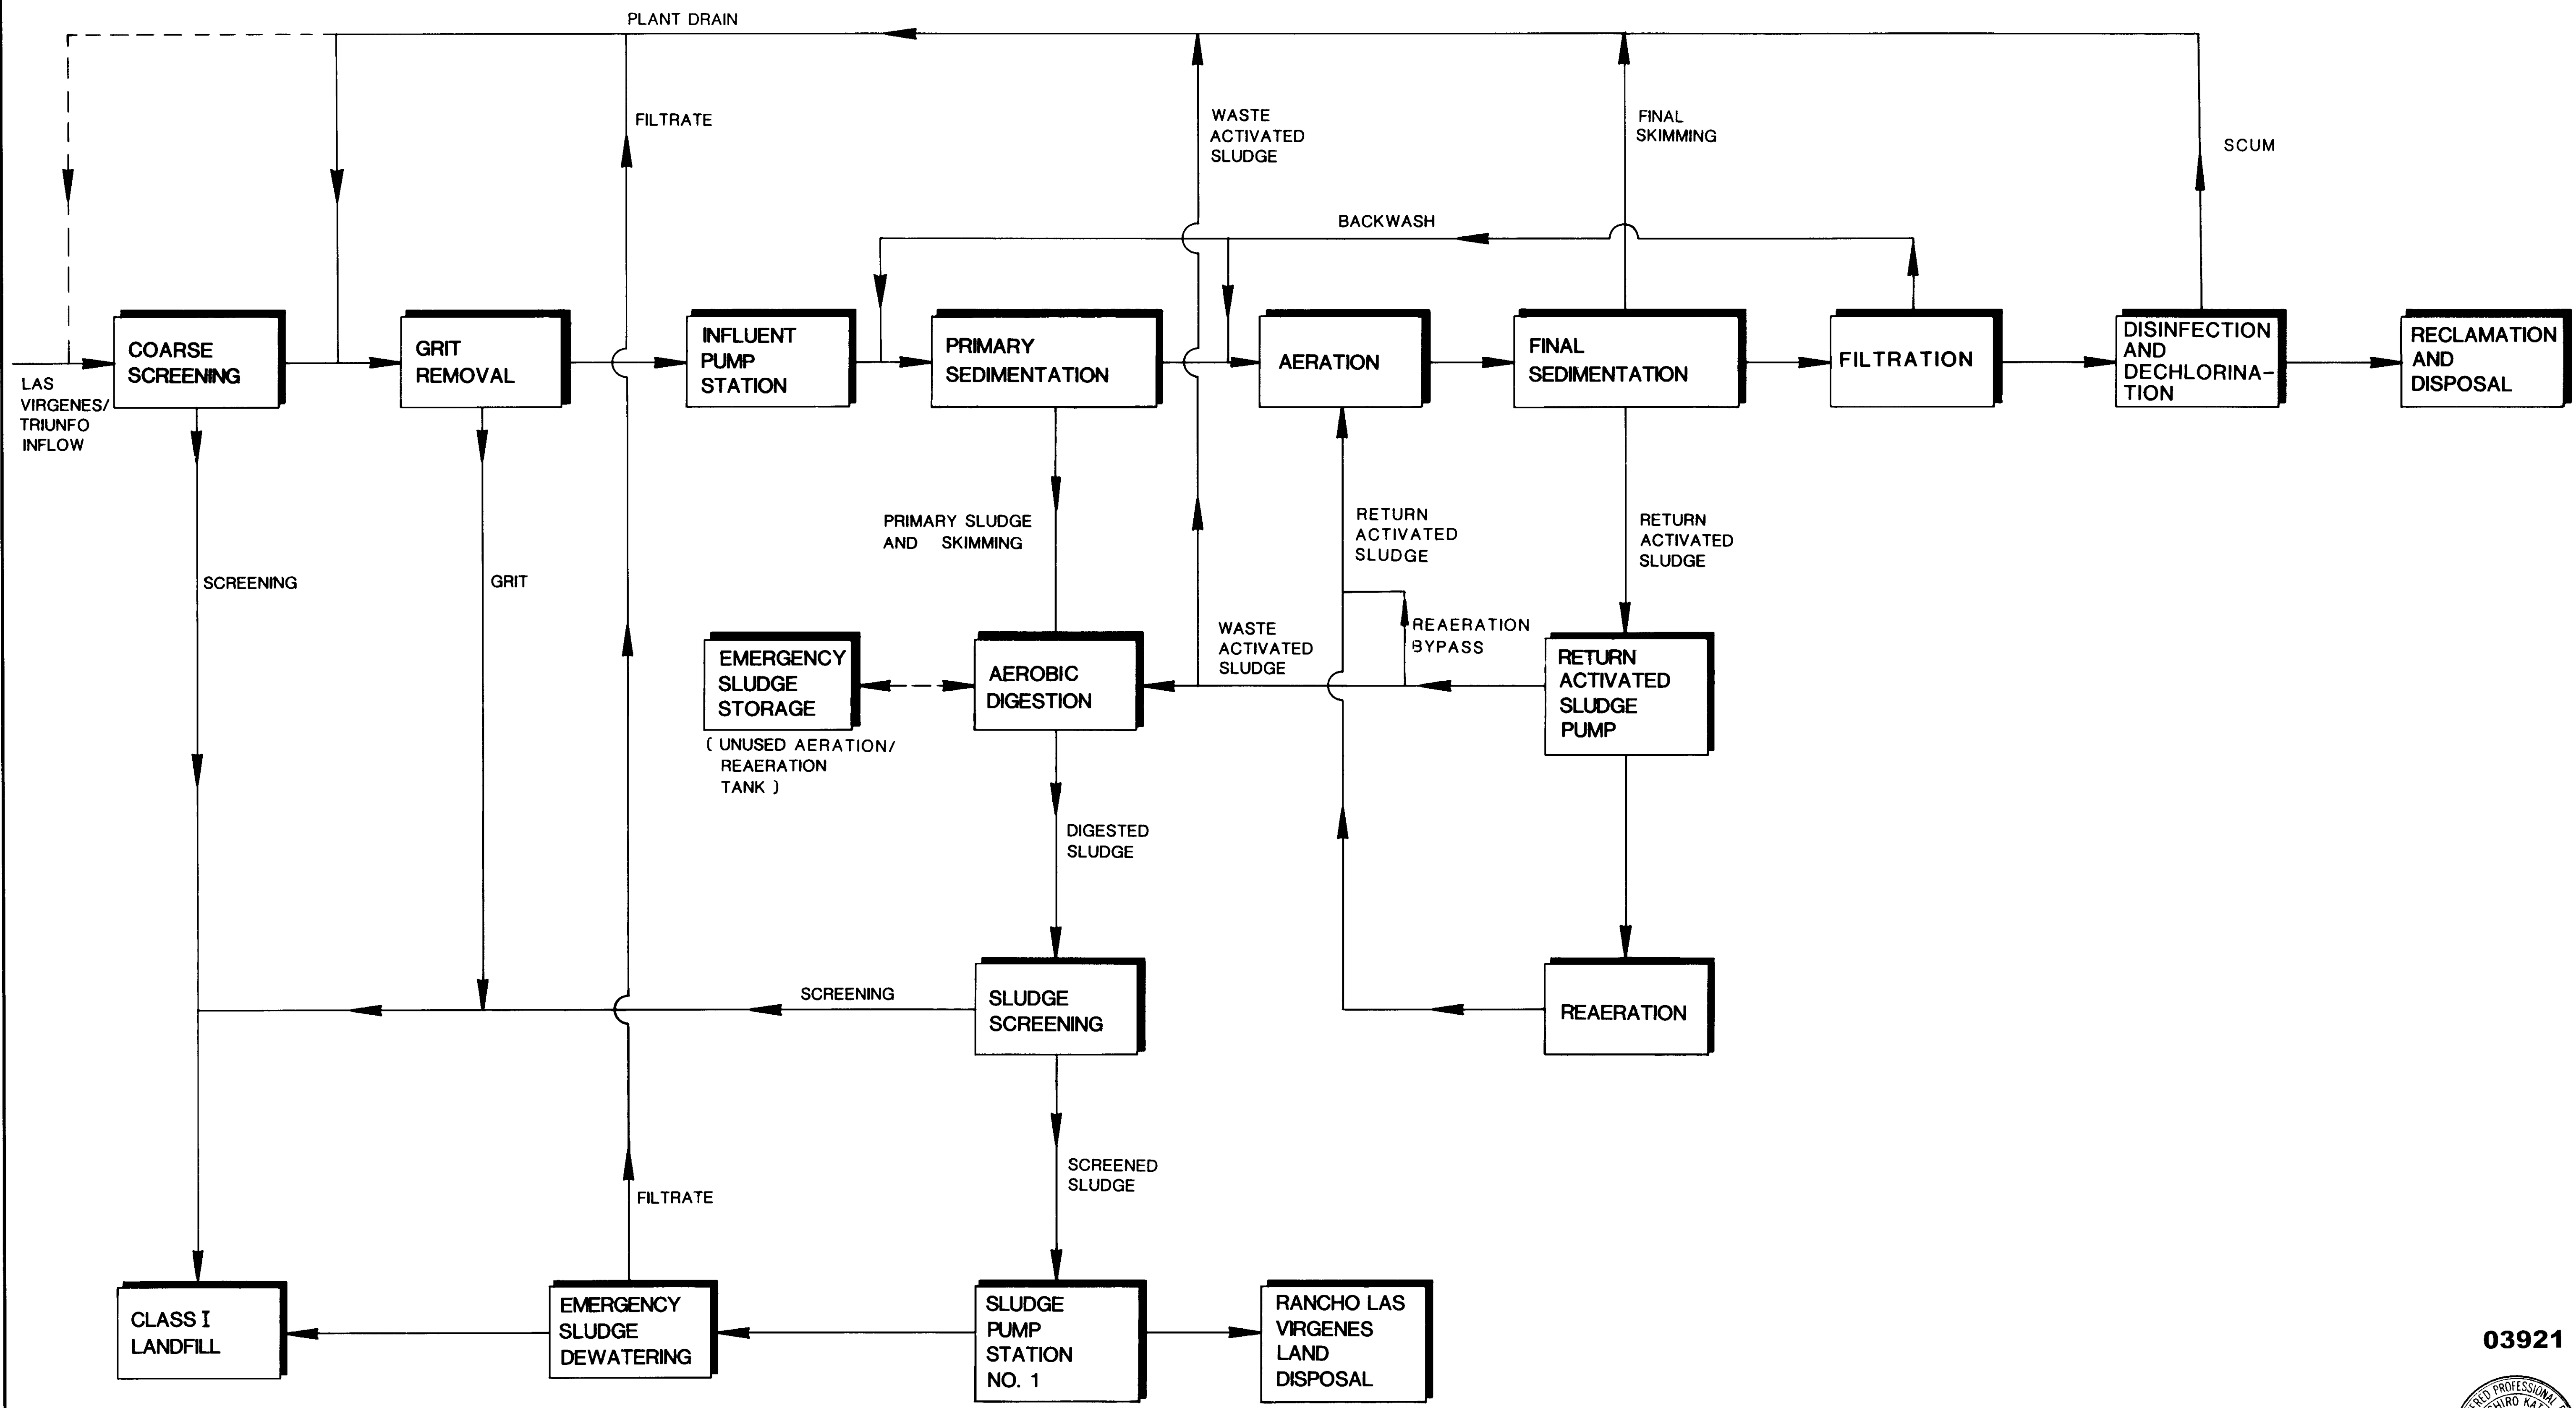 PLANT DRAIN
FILTRATE
WASTE
ACTIVATED
SLUDGE
FINAL
SKIMMING
SCUM
BACKWASH
LAS
VIRGENES/
TRIUNFO
INFLOW
COARSE
SCREENING
GRIT
REMOVAL
INFLUENT
PUMP
STATION
PRIMARY
SEDIMENTATION
AERATION
FINAL
SEDIMENTATION
FILTRATION
DISINFECTION
AND
DECHLORINA-
TION
RECLAMATION
AND
DISPOSAL
SCREENING
GRIT
PRIMARY SLUDGE
AND SKIMMING
RETURN
ACTIVATED
SLUDGE
RETURN
ACTIVATED
SLUDGE
EMERGENCY
SLUDGE
STORAGE
( UNUSED AERATION/
REAERATION
TANK )
AEROBIC
DIGESTION
WASTE
ACTIVATED
SLUDGE
REAERATION
BYPASS
RETURN
ACTIVATED
SLUDGE
PUMP
DIGESTED
SLUDGE
SCREENING
SLUDGE
SCREENING
REAERATION
FILTRATE
SCREENED
SLUDGE
CLASS I
LANDFILL
EMERGENCY
SLUDGE
DEWATERING
SLUDGE
PUMP
STATION
NO. 1
RANCHO LAS
VIRGENES
LAND
DISPOSAL
03921
PROFESSIONAL